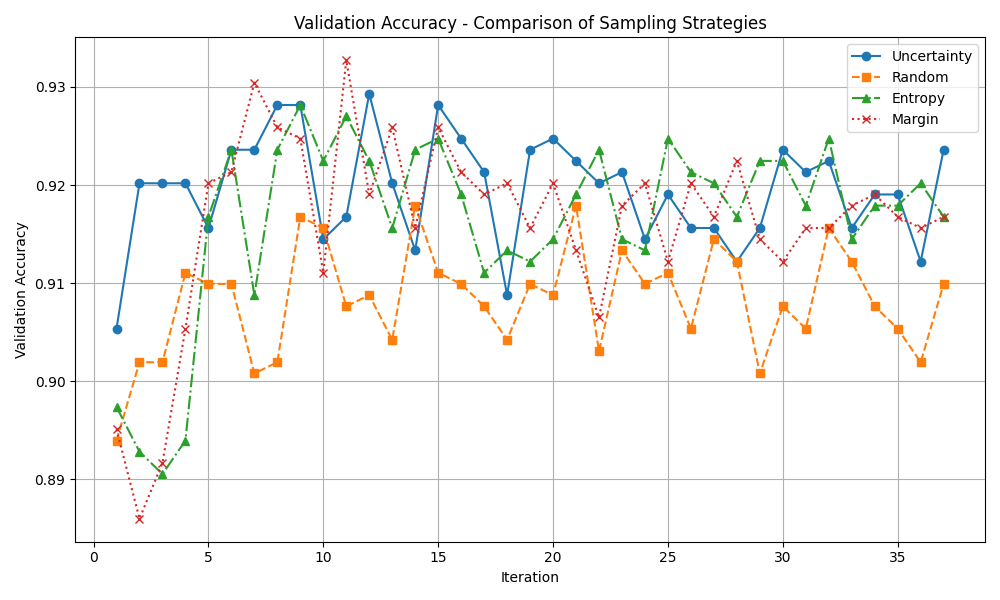 Validation Accuracy - Comparison of Sampling Strategies
Uncertainty
Random
Entropy
Margin
Validation Accuracy
0.93
0.92
0.91
0.90
0.89
0
5
10
15
20
25
30
35
Iteration